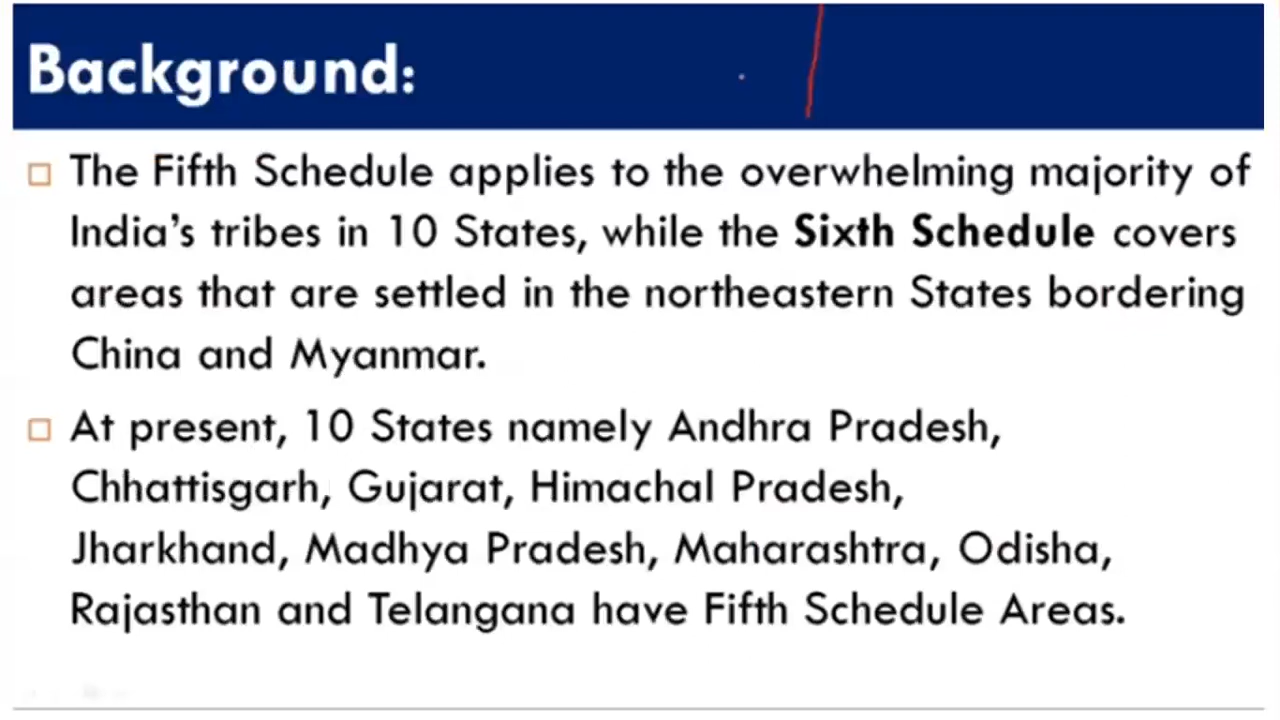 Background:
The Fifth Schedule applies to the overwhelming majority of
India’s tribes in 10 States, while the Sixth Schedule covers
areas that are settled in the northeastern States bordering
China and Myanmar.
At present, 10 States namely Andhra Pradesh,
Chhattisgarh, Gujarat, Himachal Pradesh,
Jharkhand, Madhya Pradesh, Maharashtra, Odisha,
Rajasthan and Telangana have Fifth Schedule Areas.